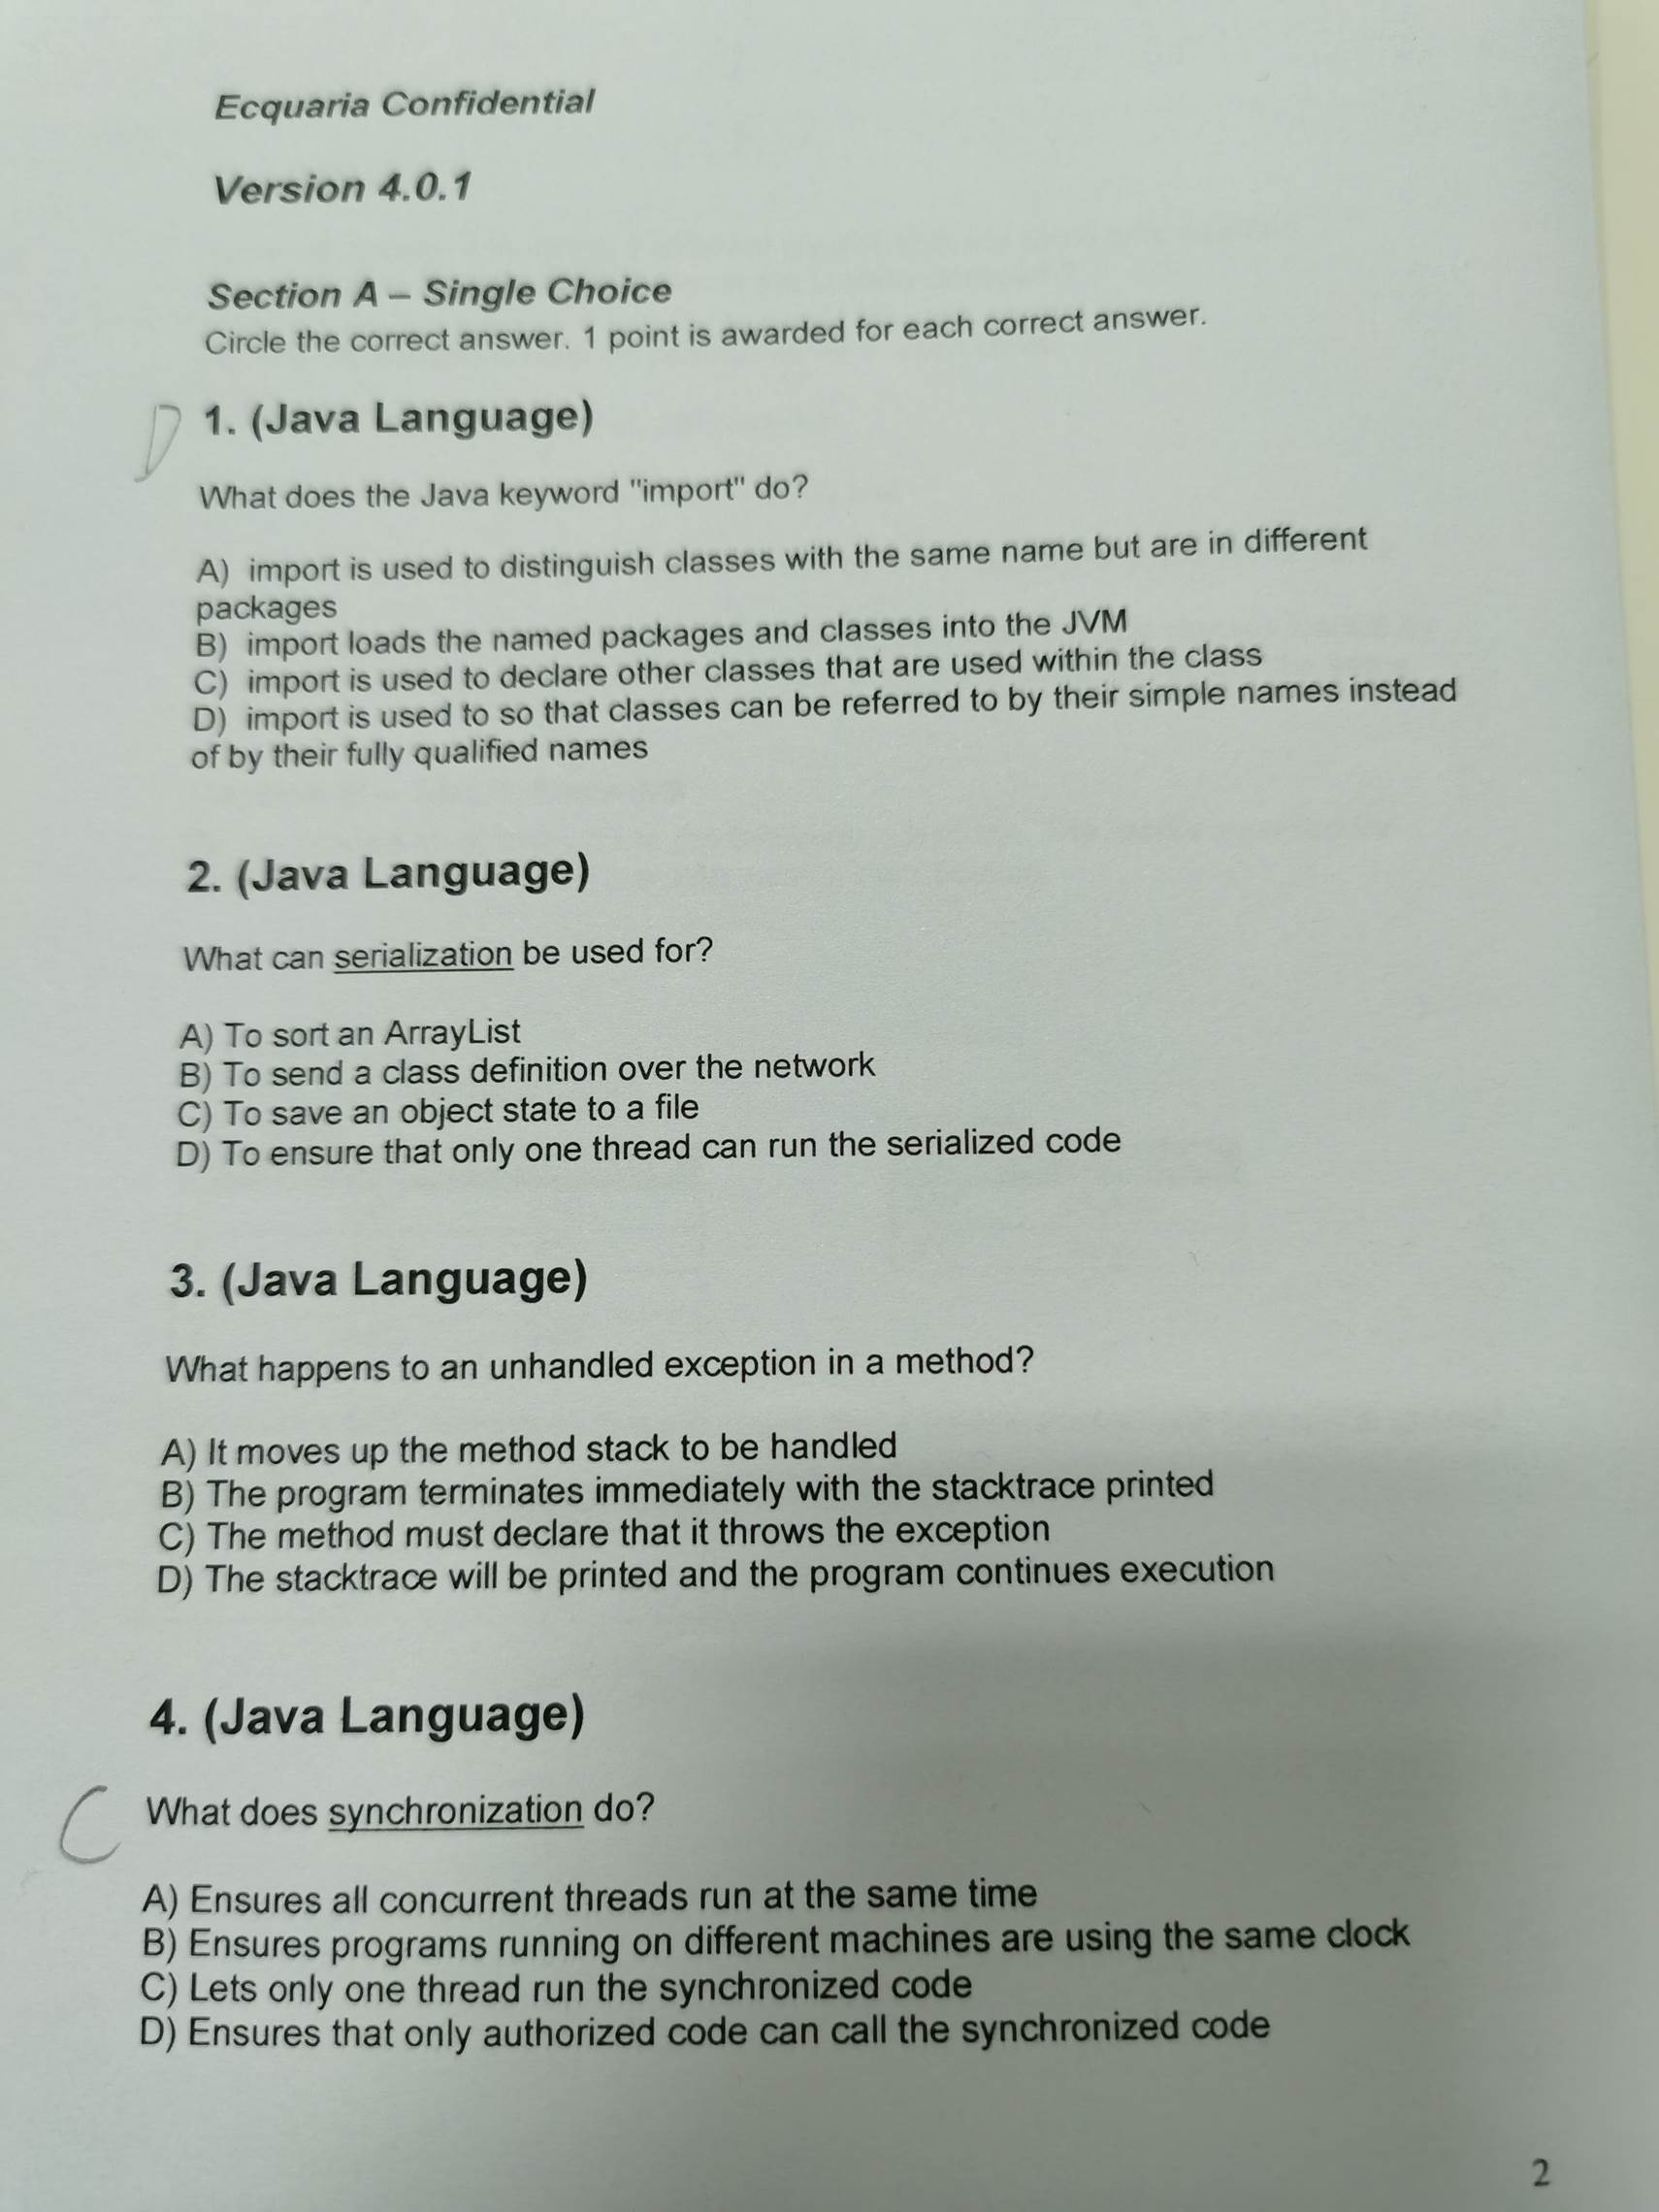 Ecquaria Confidential
Version 4.0.1
Section A – Single Choice
Circle the correct answer. 1 point is awarded for each correct answer.
D 1. (Java Language)
What does the Java keyword "import" do?
A) import is used to distinguish classes with the same name but are in different
packages
B) import loads the named packages and classes into the JVM
C) import is used to declare other classes that are used within the class
D) import is used to so that classes can be referred to by their simple names instead
of by their fully qualified names
2. (Java Language)
What can serialization be used for?
A) To sort an ArrayList
B) To send a class definition over the network
C) To save an object state to a file
D) To ensure that only one thread can run the serialized code
3. (Java Language)
What happens to an unhandled exception in a method?
A) It moves up the method stack to be handled
B) The program terminates immediately with the stacktrace printed
C) The method must declare that it throws the exception
D) The stacktrace will be printed and the program continues execution
4. (Java Language)
C What does synchronization do?
A) Ensures all concurrent threads run at the same time
B) Ensures programs running on different machines are using the same clock
C) Lets only one thread run the synchronized code
D) Ensures that only authorized code can call the synchronized code
2